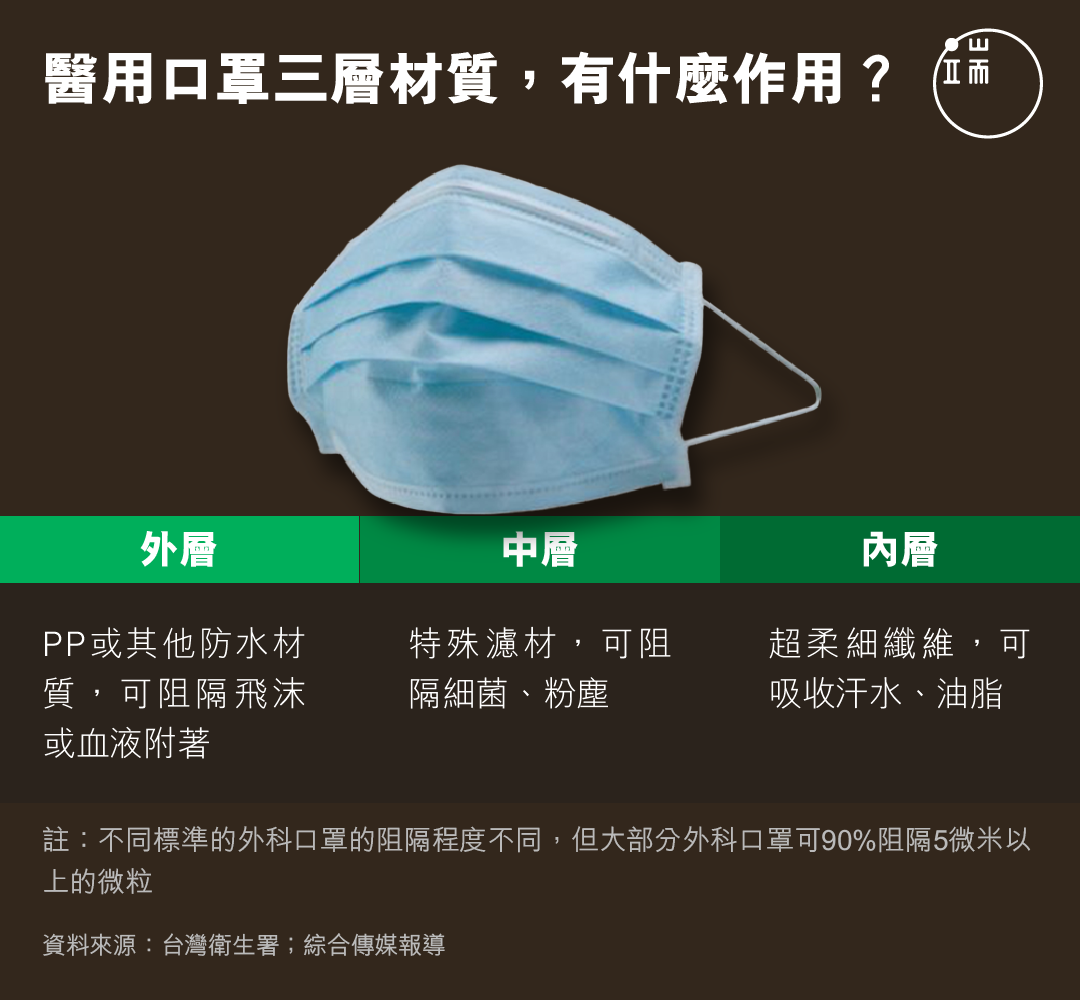 醫用口罩三層材質，有什麼作用？
端
外層
中層
內層
PP或其他防水材
質，可阻隔飛沫
或血液附著
特殊濾材，可阻
隔細菌、粉塵
超柔細纖維，可
吸收汗水、油脂
註：不同標準的外科口罩的阻隔程度不同，但大部分外科口罩可90%阻隔5微米以
上的微粒
資料來源：台灣衛生署；綜合傳媒報導